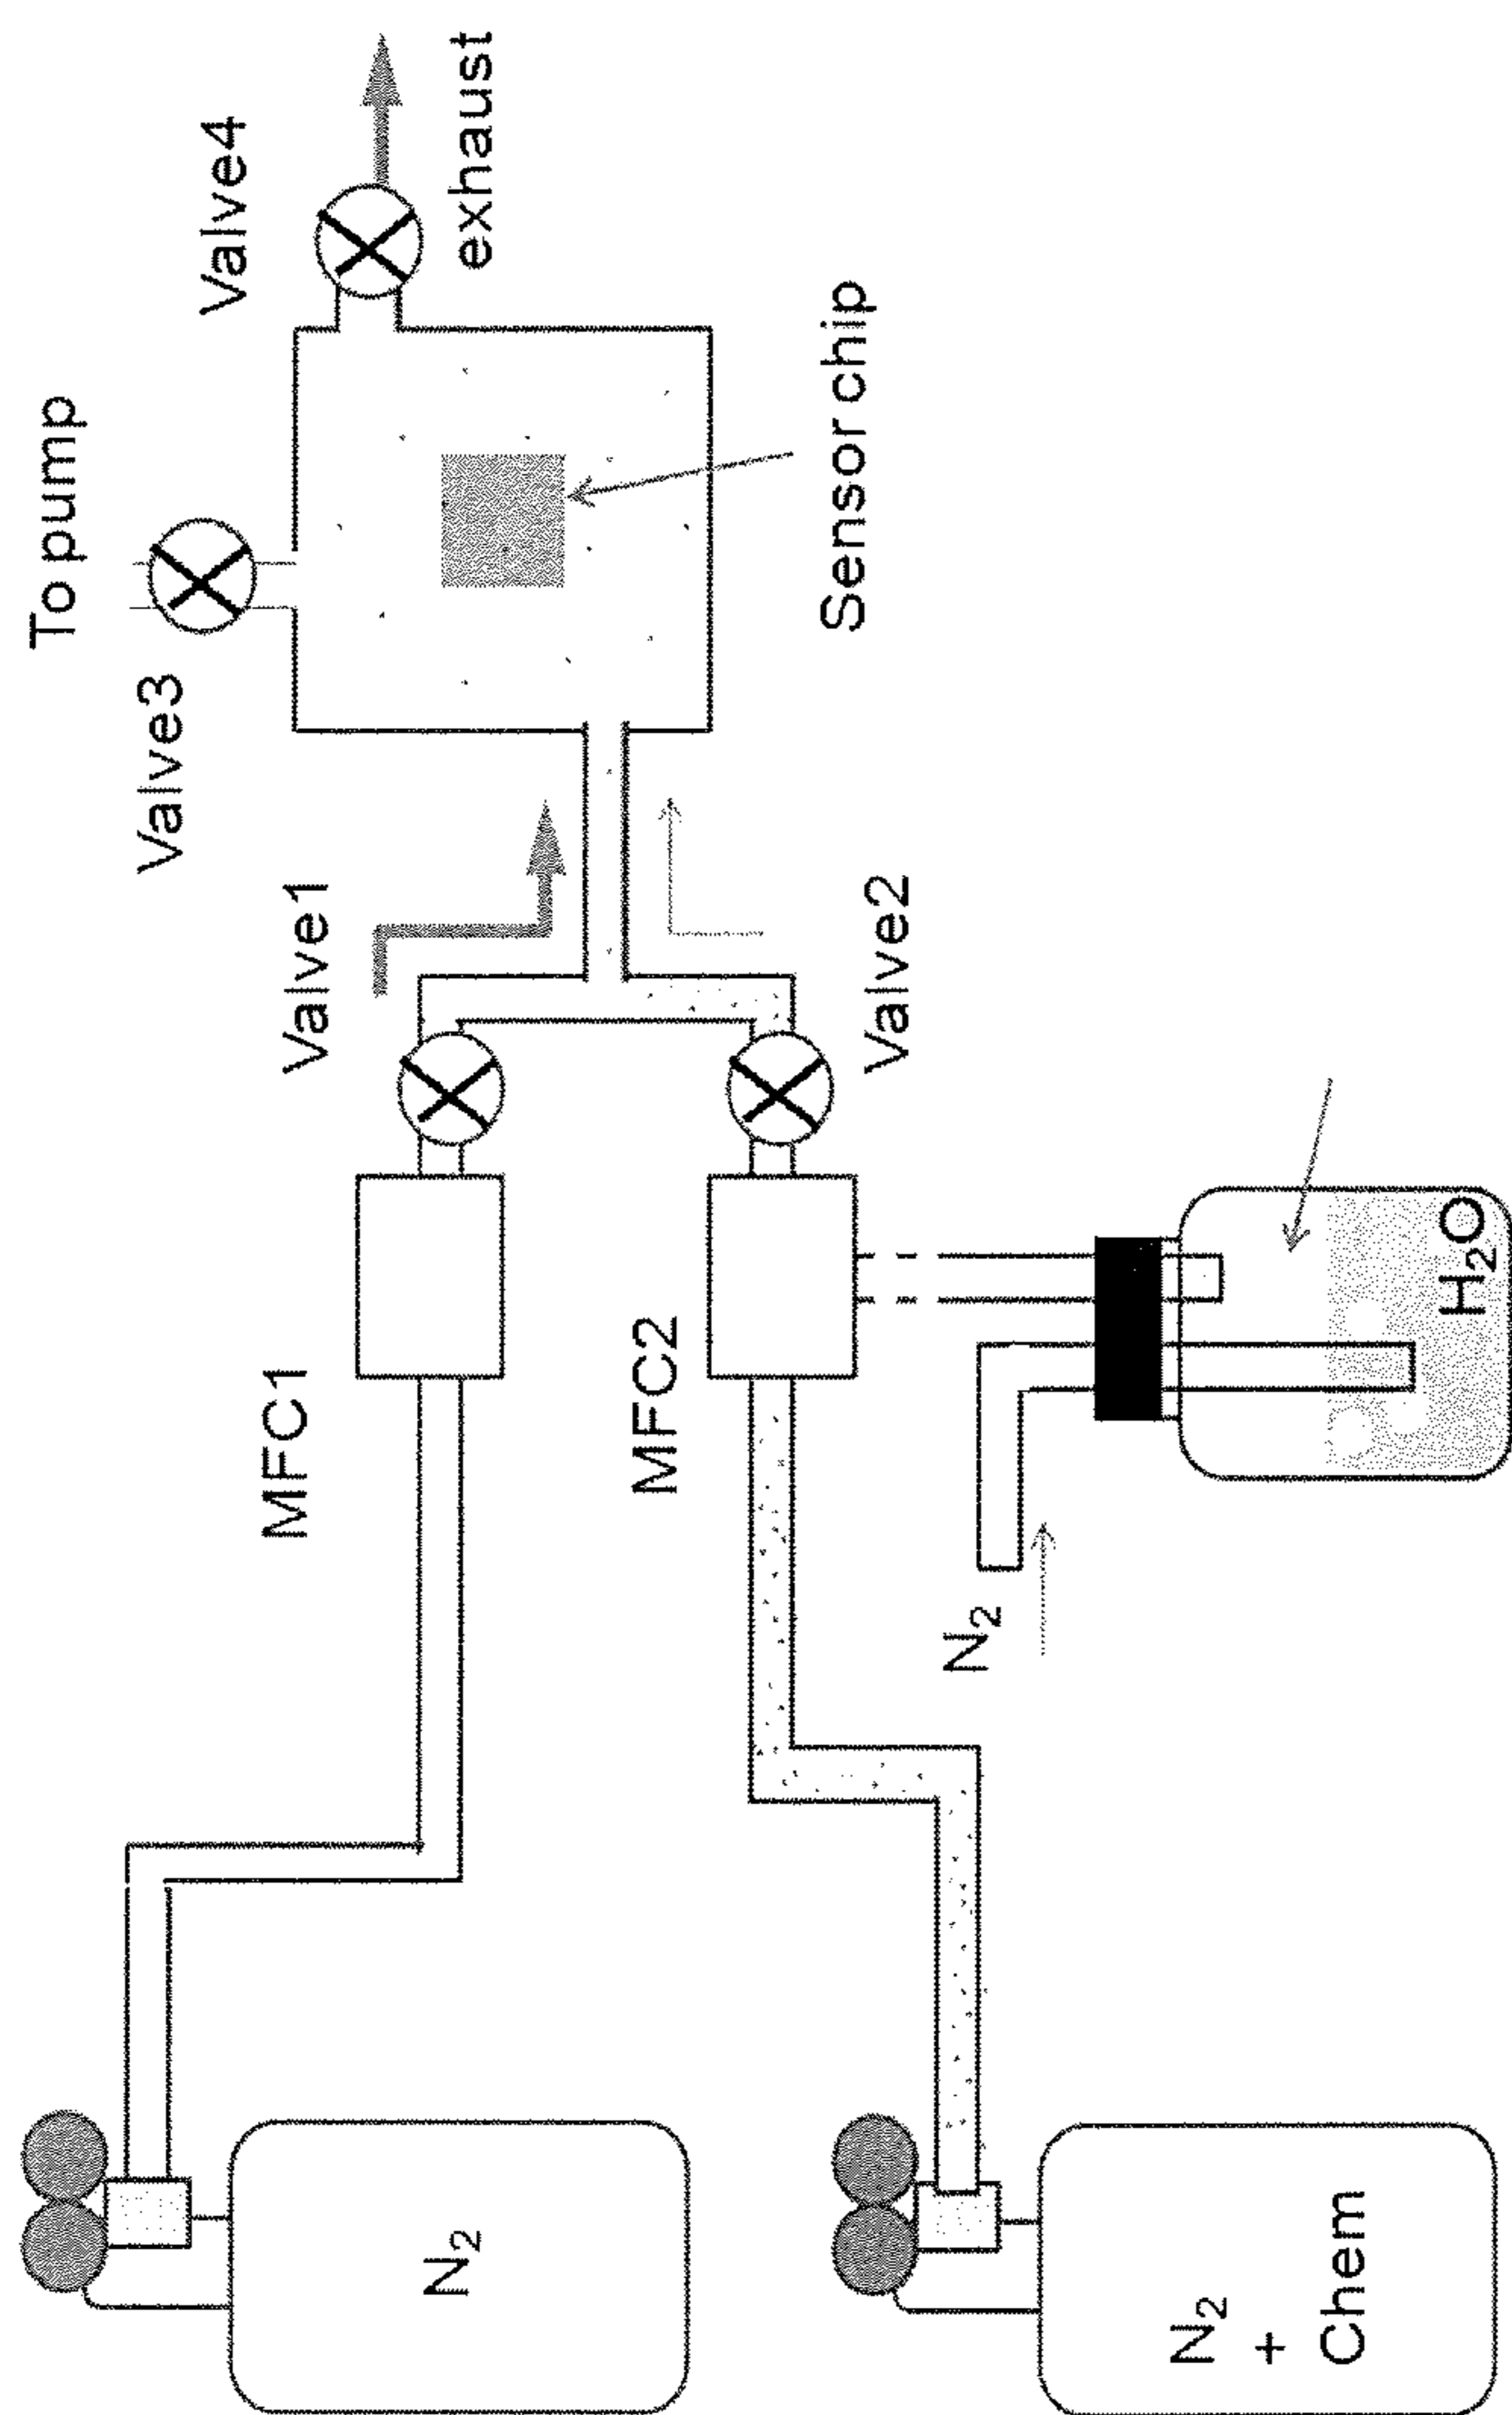 To pump
Valve4
Valve3
exhaust
Valve1
Sensor chip
MFC1
MFC2
Valve2
N₂
N₂
H₂O
N₂
+
Chem